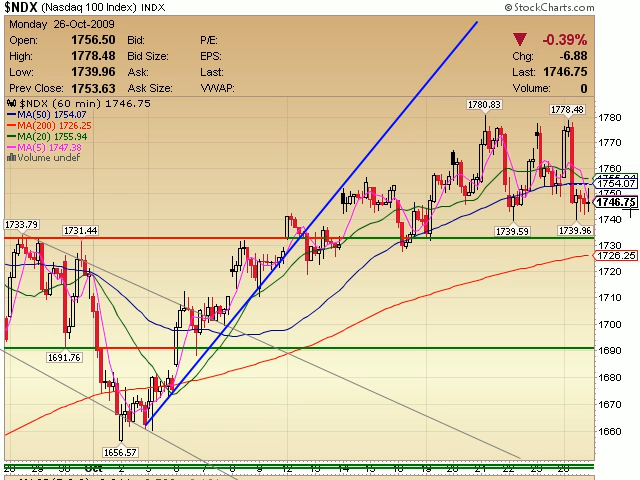 $NDX (Nasdaq 100 Index) INDX
© StockCharts.com
Monday 26-Oct-2009
Open: 1756.50 Bid: P/E: -0.39%
High: 1778.48 Bid Size: EPS: Chg: -6.88
Low: 1739.96 Ask: Last: Last: 1746.75
Prev Close: 1753.63 Ask Size: VWAP: Volume: 0
$NDX (60 min) 1746.75
MA(50) 1754.07
MA(200) 1726.25
MA(20) 1755.94
MA(5) 1747.38
Volume undef
1780.83
1778.48
1733.79
1731.44
1739.59
1739.96
1691.76
1656.57
1780
1770
1760
1754.07
1746.75
1740
1730
1726.25
1720
1710
1700
1690
1680
1670
1660
28 29 30 Oct 2 5 6 7 8 9 12 13 14 15 16 19 20 21 22 23 26